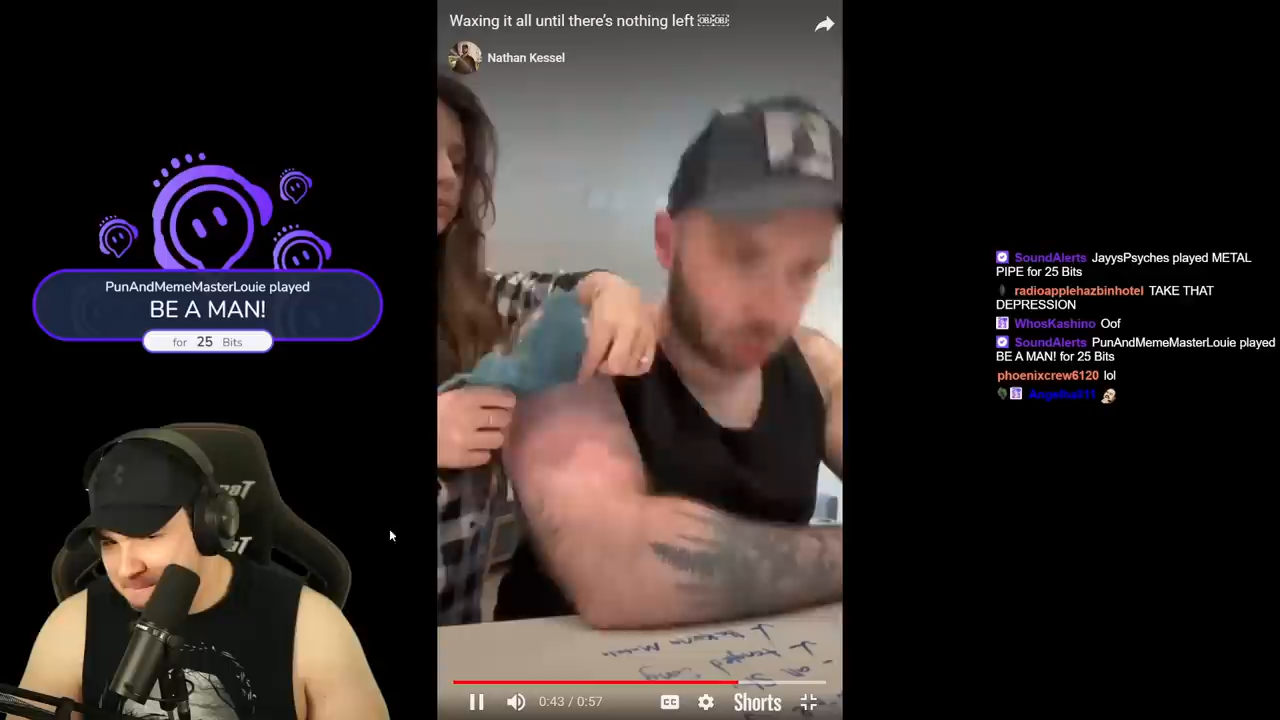 Waxing it all until there’s nothing left
Nathan Kessel
PunAndMemeMasterLouie played
BE A MAN!
for 25 Bits
SoundAlerts JayysPsyches played METAL
PIPE for 25 Bits
radioapplehazbinhotel TAKE THAT
DEPRESSION
WhosKashino Oof
SoundAlerts PunAndMemeMasterLouie played
BE A MAN! for 25 Bits
phoenixcrew6120 lol
0:43 / 0:57
CC
Shorts